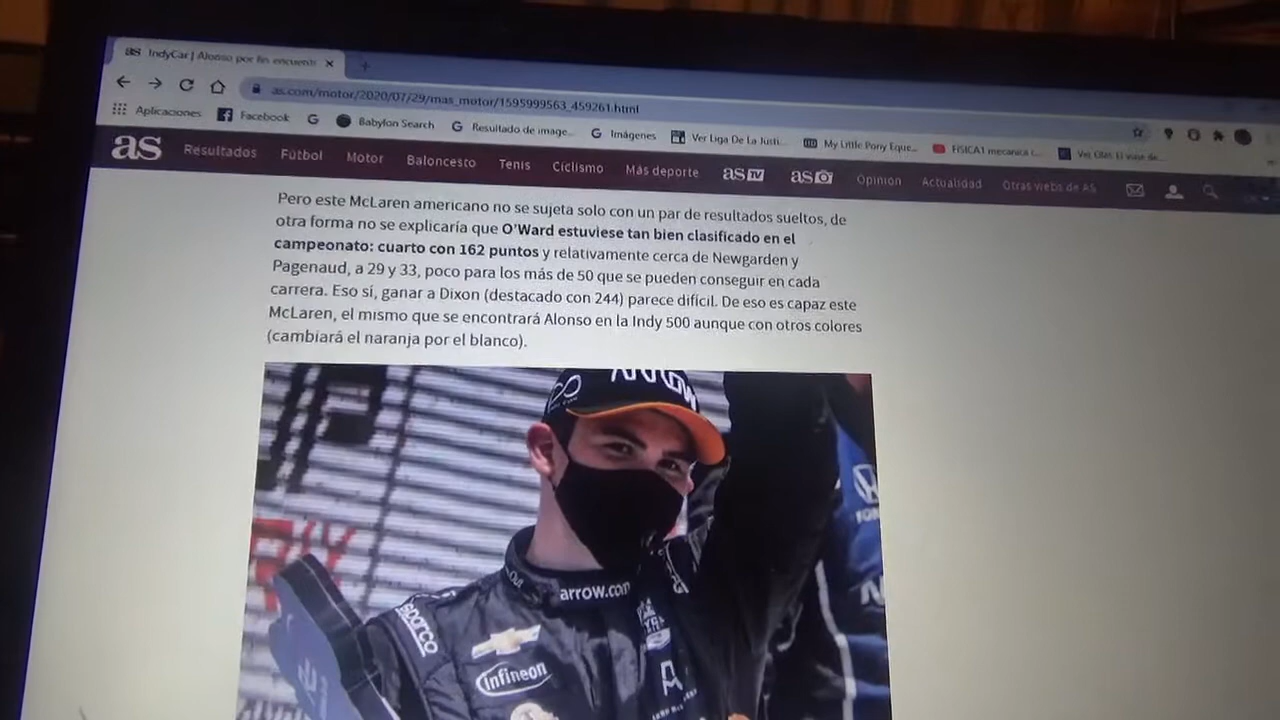 as IndyCar | Alonso por fin encuentr
as.com/motor/2020/07/29/mas_motor/1595999563_459261.html
Aplicaciones Facebook Babylon Search Resultado de image... Imágenes Ver Liga De La Justi... My Little Pony Eque... FISICA1 mecanica c...
as Resultados Fútbol Motor Baloncesto Tenis Ciclismo Más deporte as TV as Opinión Actualidad Otras webs de AS
Pero este McLaren americano no se sujeta solo con un par de resultados sueltos, de
otra forma no se explicaría que O'Ward estuviese tan bien clasificado en el
campeonato: cuarto con 162 puntos y relativamente cerca de Newgarden y
Pagenaud, a 29 y 33, poco para los más de 50 que se pueden conseguir en cada
carrera. Eso sí, ganar a Dixon (destacado con 244) parece difícil. De eso es capaz este
McLaren, el mismo que se encontrará Alonso en la Indy 500 aunque con otros colores
(cambiará el naranja por el blanco).
ARROW
arrow.com
sparco
infineon